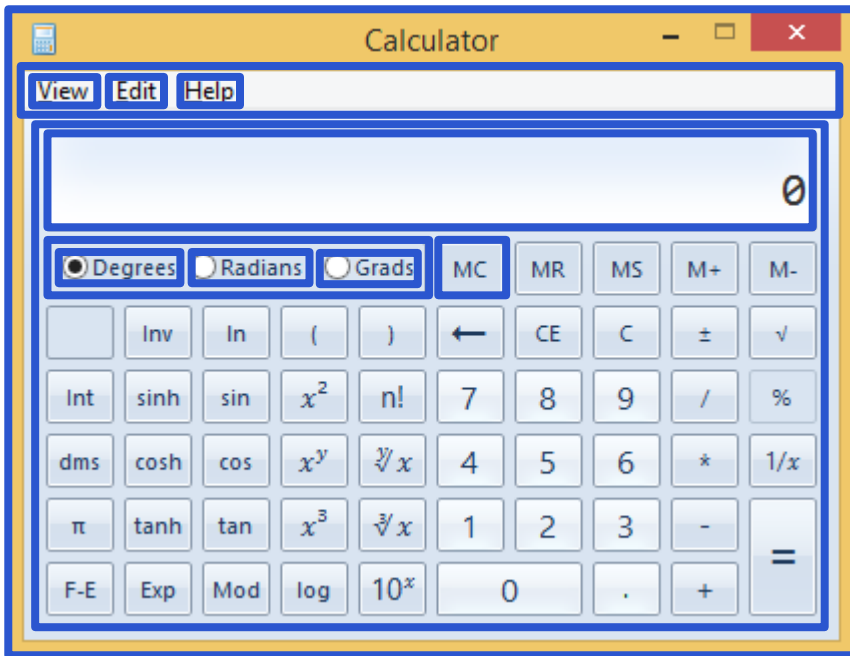 Calculator
View Edit Help
0
Degrees Radians Grads MC MR MS M+ M-
Inv ln ( ) ← CE C ± √
Int sinh sin x² n! 7 8 9 / %
dms cosh cos xʸ ʸ√x 4 5 6 * 1/x
π tanh tan x³ ³√x 1 2 3 - =
F-E Exp Mod log 10ˣ 0 . +